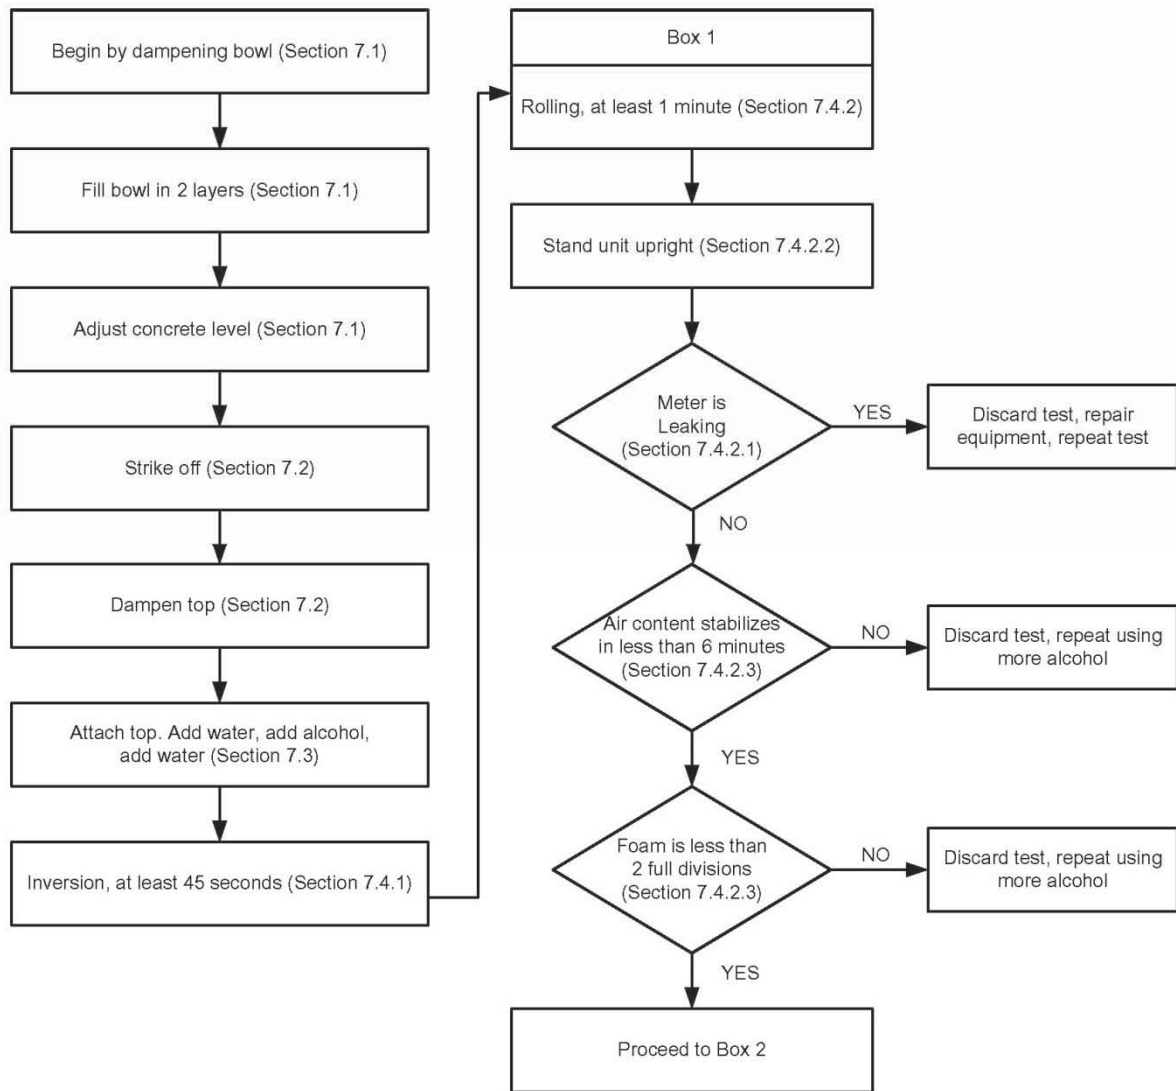 Begin by dampening bowl (Section 7.1)
Fill bowl in 2 layers (Section 7.1)
Adjust concrete level (Section 7.1)
Strike off (Section 7.2)
Dampen top (Section 7.2)
Attach top. Add water, add alcohol,
add water (Section 7.3)
Inversion, at least 45 seconds (Section 7.4.1)
Box 1
Rolling, at least 1 minute (Section 7.4.2)
Stand unit upright (Section 7.4.2.2)
Meter is
Leaking
(Section 7.4.2.1)
YES
Discard test, repair
equipment, repeat test
NO
Air content stabilizes
in less than 6 minutes
(Section 7.4.2.3)
NO
Discard test, repeat using
more alcohol
YES
Foam is less than
2 full divisions
(Section 7.4.2.3)
NO
Discard test, repeat using
more alcohol
YES
Proceed to Box 2